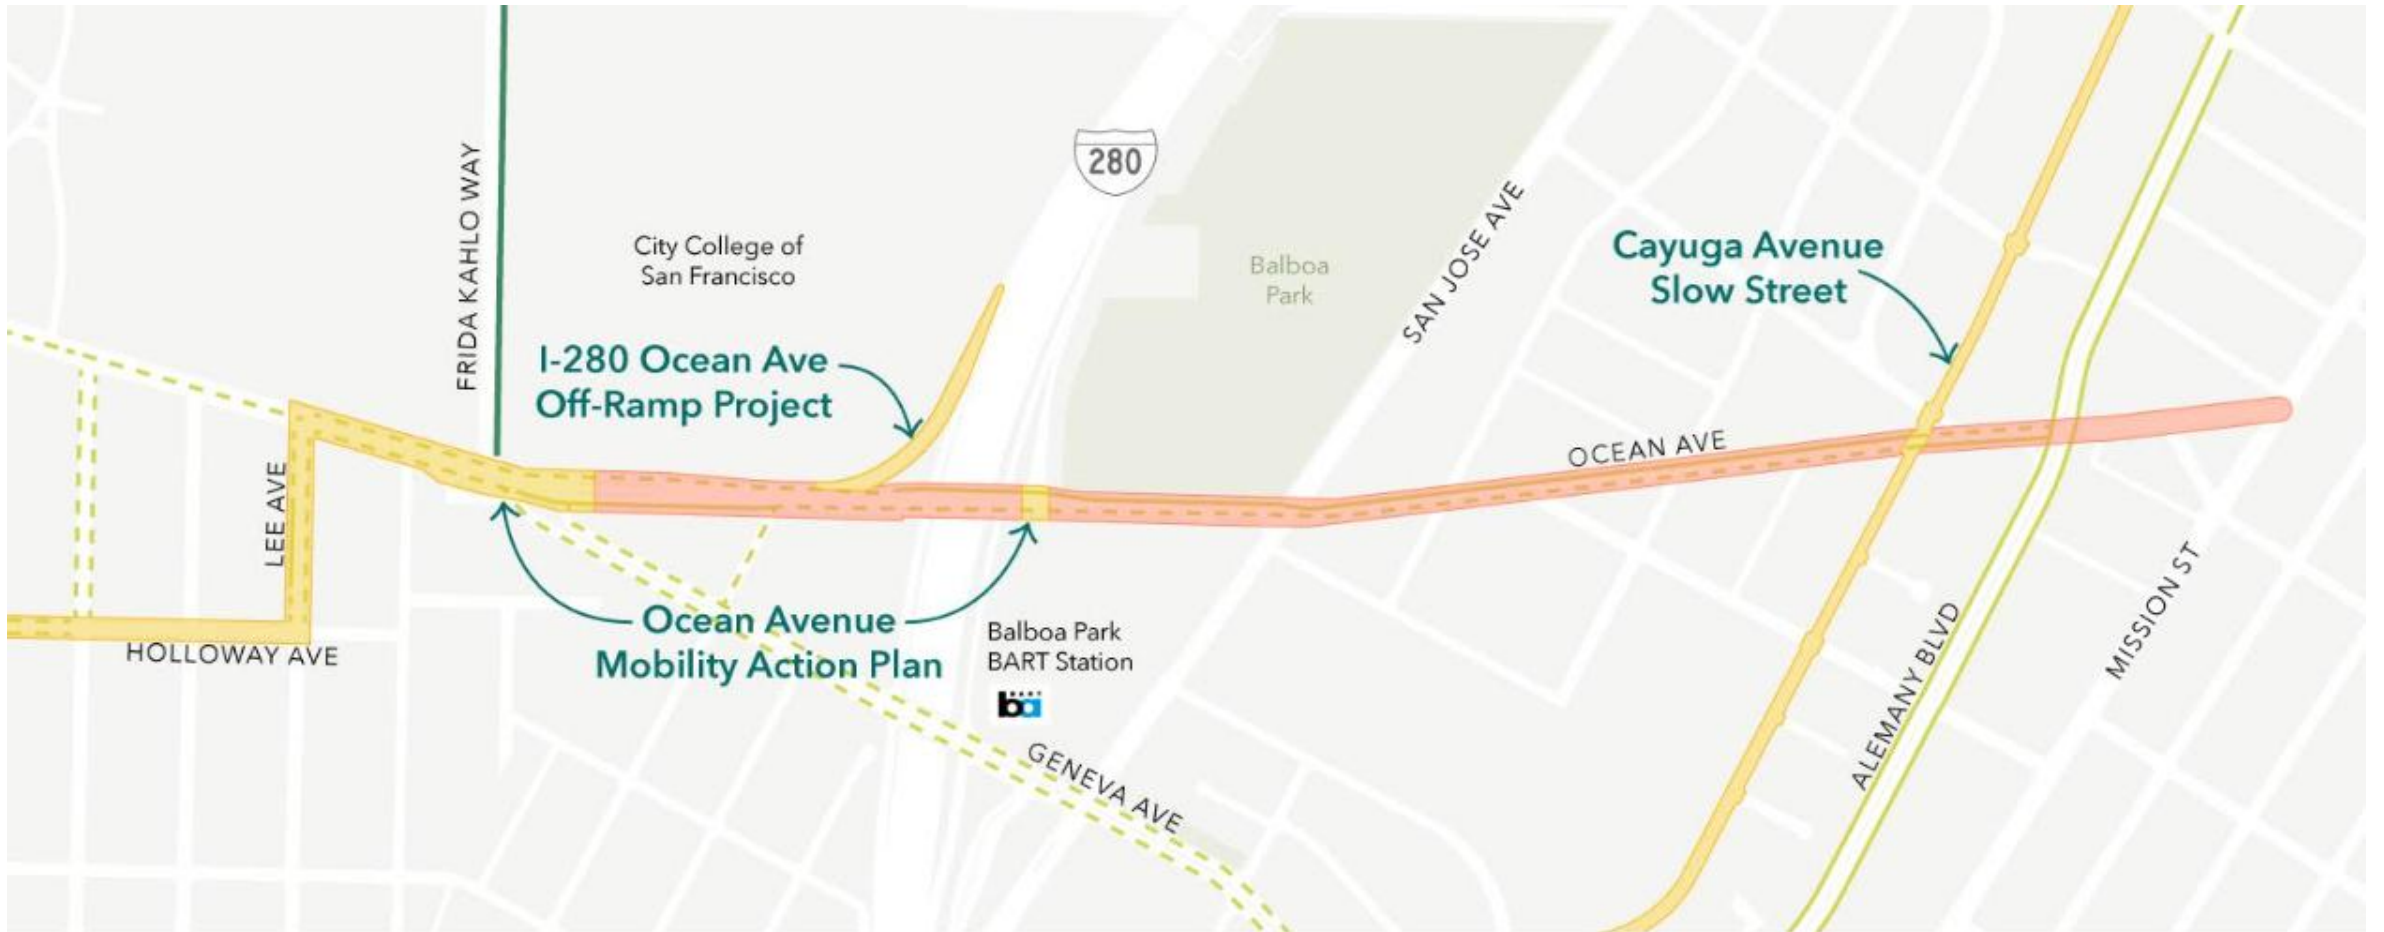 280
FRIDA KAHLO WAY
City College of
San Francisco
Balboa
Park
SAN JOSE AVE
Cayuga Avenue
Slow Street
I-280 Ocean Ave
Off-Ramp Project
OCEAN AVE
LEE AVE
HOLLOWAY AVE
Ocean Avenue
Mobility Action Plan
Balboa Park
BART Station
BART
ba
GENEVA AVE
ALEMANY BLVD
MISSION ST